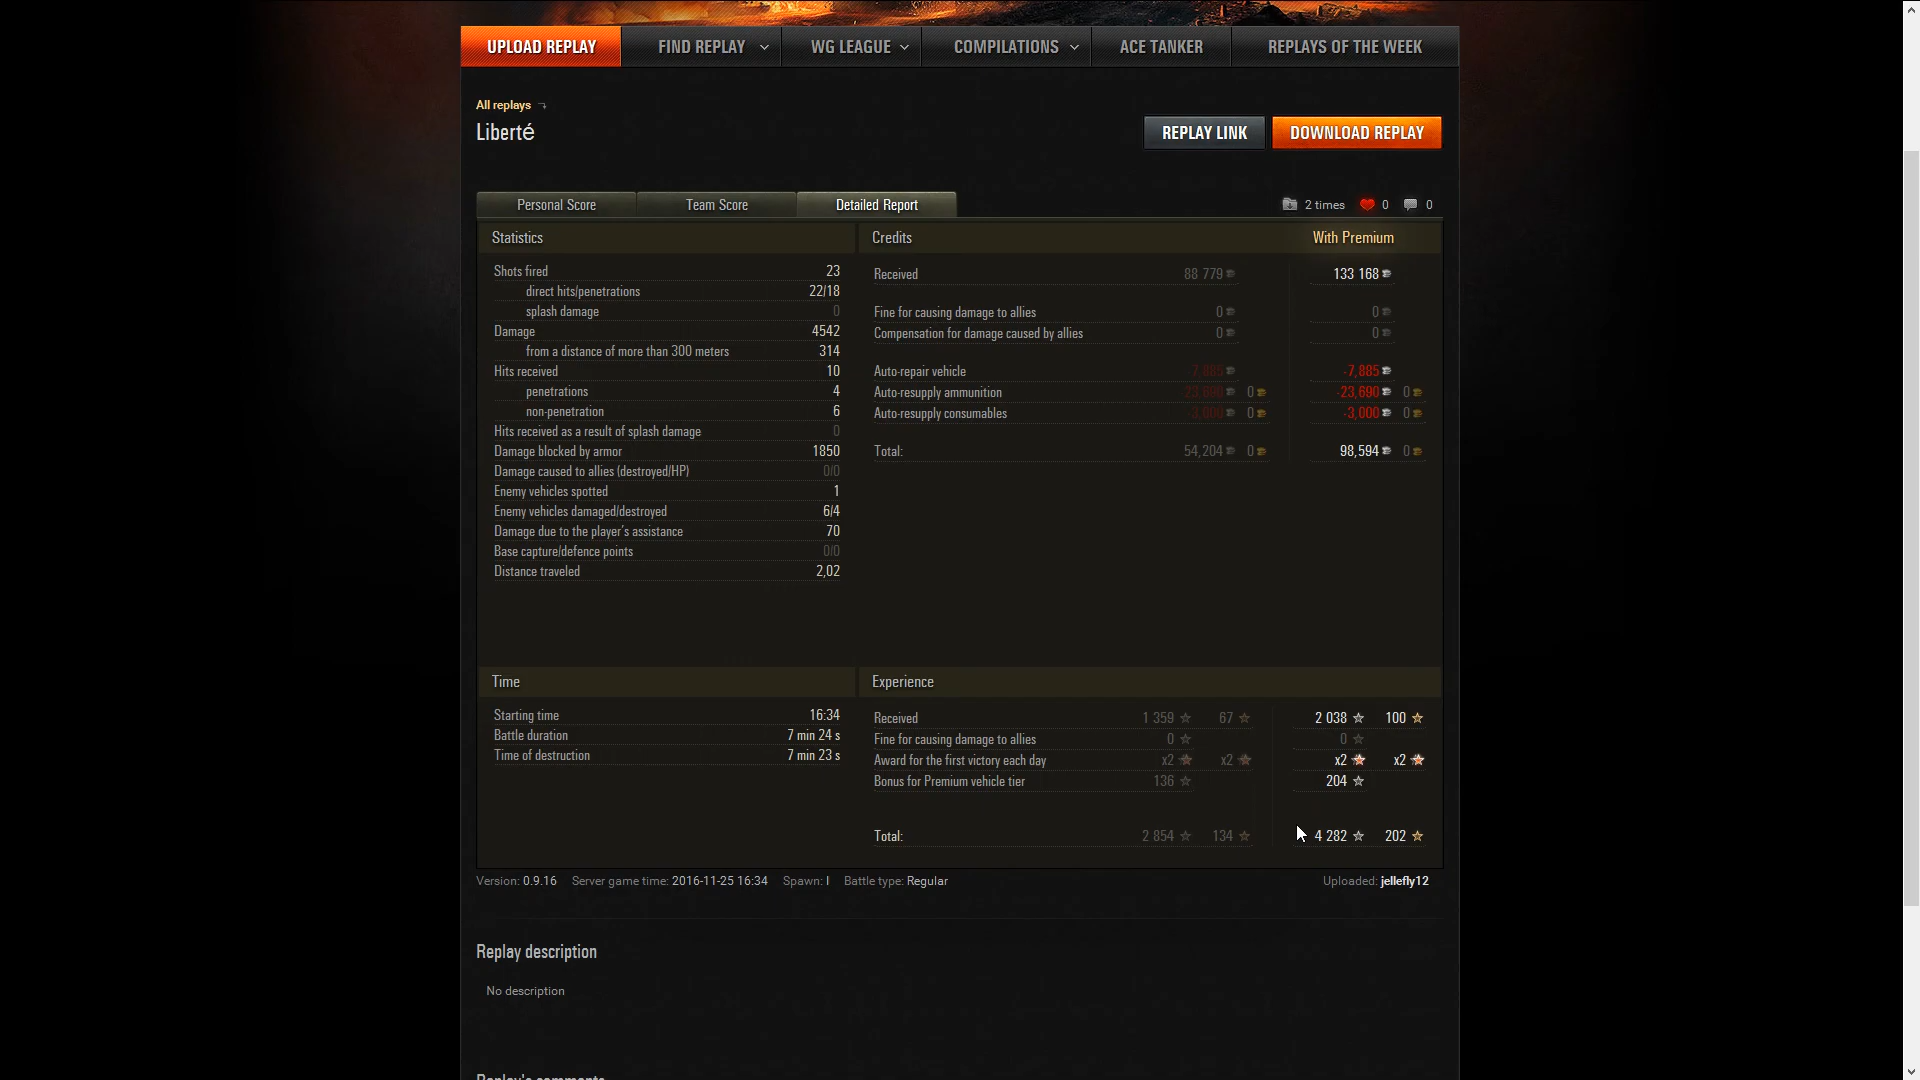 UPLOAD REPLAY FIND REPLAY WG LEAGUE COMPILATIONS ACE TANKER REPLAYS OF THE WEEK
All replays
Liberté
REPLAY LINK DOWNLOAD REPLAY
Personal Score Team Score Detailed Report 2 times 0 0
Statistics
Shots fired 23
direct hits/penetrations 22/18
splash damage 0
Damage 4542
from a distance of more than 300 meters 314
Hits received 10
penetrations 4
non-penetration 6
Hits received as a result of splash damage 0
Damage blocked by armor 1850
Damage caused to allies (destroyed/HP) 0/0
Enemy vehicles spotted 1
Enemy vehicles damaged/destroyed 6/4
Damage due to the player's assistance 70
Base capture/defence points 0/0
Distance traveled 2,02
Credits With Premium
Received 88 779 133 168
Fine for causing damage to allies 0 0
Compensation for damage caused by allies 0 0
Auto-repair vehicle 7,885 -7,885
Auto-resupply ammunition 23,690 0 -23,690 0
Auto-resupply consumables 3,000 0 -3,000 0
Total: 54,204 0 98,594 0
Time
Starting time 16:34
Battle duration 7 min 24 s
Time of destruction 7 min 23 s
Experience
Received 1 359 67 2 038 100
Fine for causing damage to allies 0 0
Award for the first victory each day x2 x2 x2 x2
Bonus for Premium vehicle tier 136 204
Total: 2 854 134 4 282 202
Version: 0.9.16 Server game time: 2016-11-25 16:34 Spawn: I Battle type: Regular Uploaded: jellefly12
Replay description
No description
Replay's comments